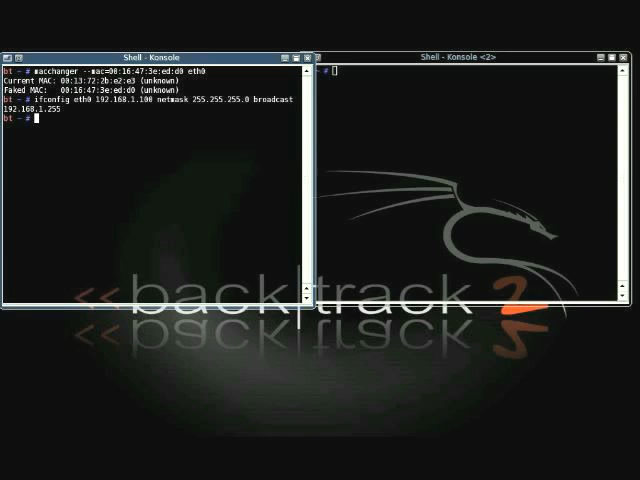 Shell - Konsole
bt ~ # macchanger --mac=00:16:47:3e:ed:d0 eth0
Current MAC: 00:13:72:2b:e2:e3 (unknown)
Faked MAC:   00:16:47:3e:ed:d0 (unknown)
bt ~ # ifconfig eth0 192.168.1.100 netmask 255.255.255.0 broadcast
192.168.1.255
bt ~ #
Shell - Konsole <2>
~ #
<<back|track 2